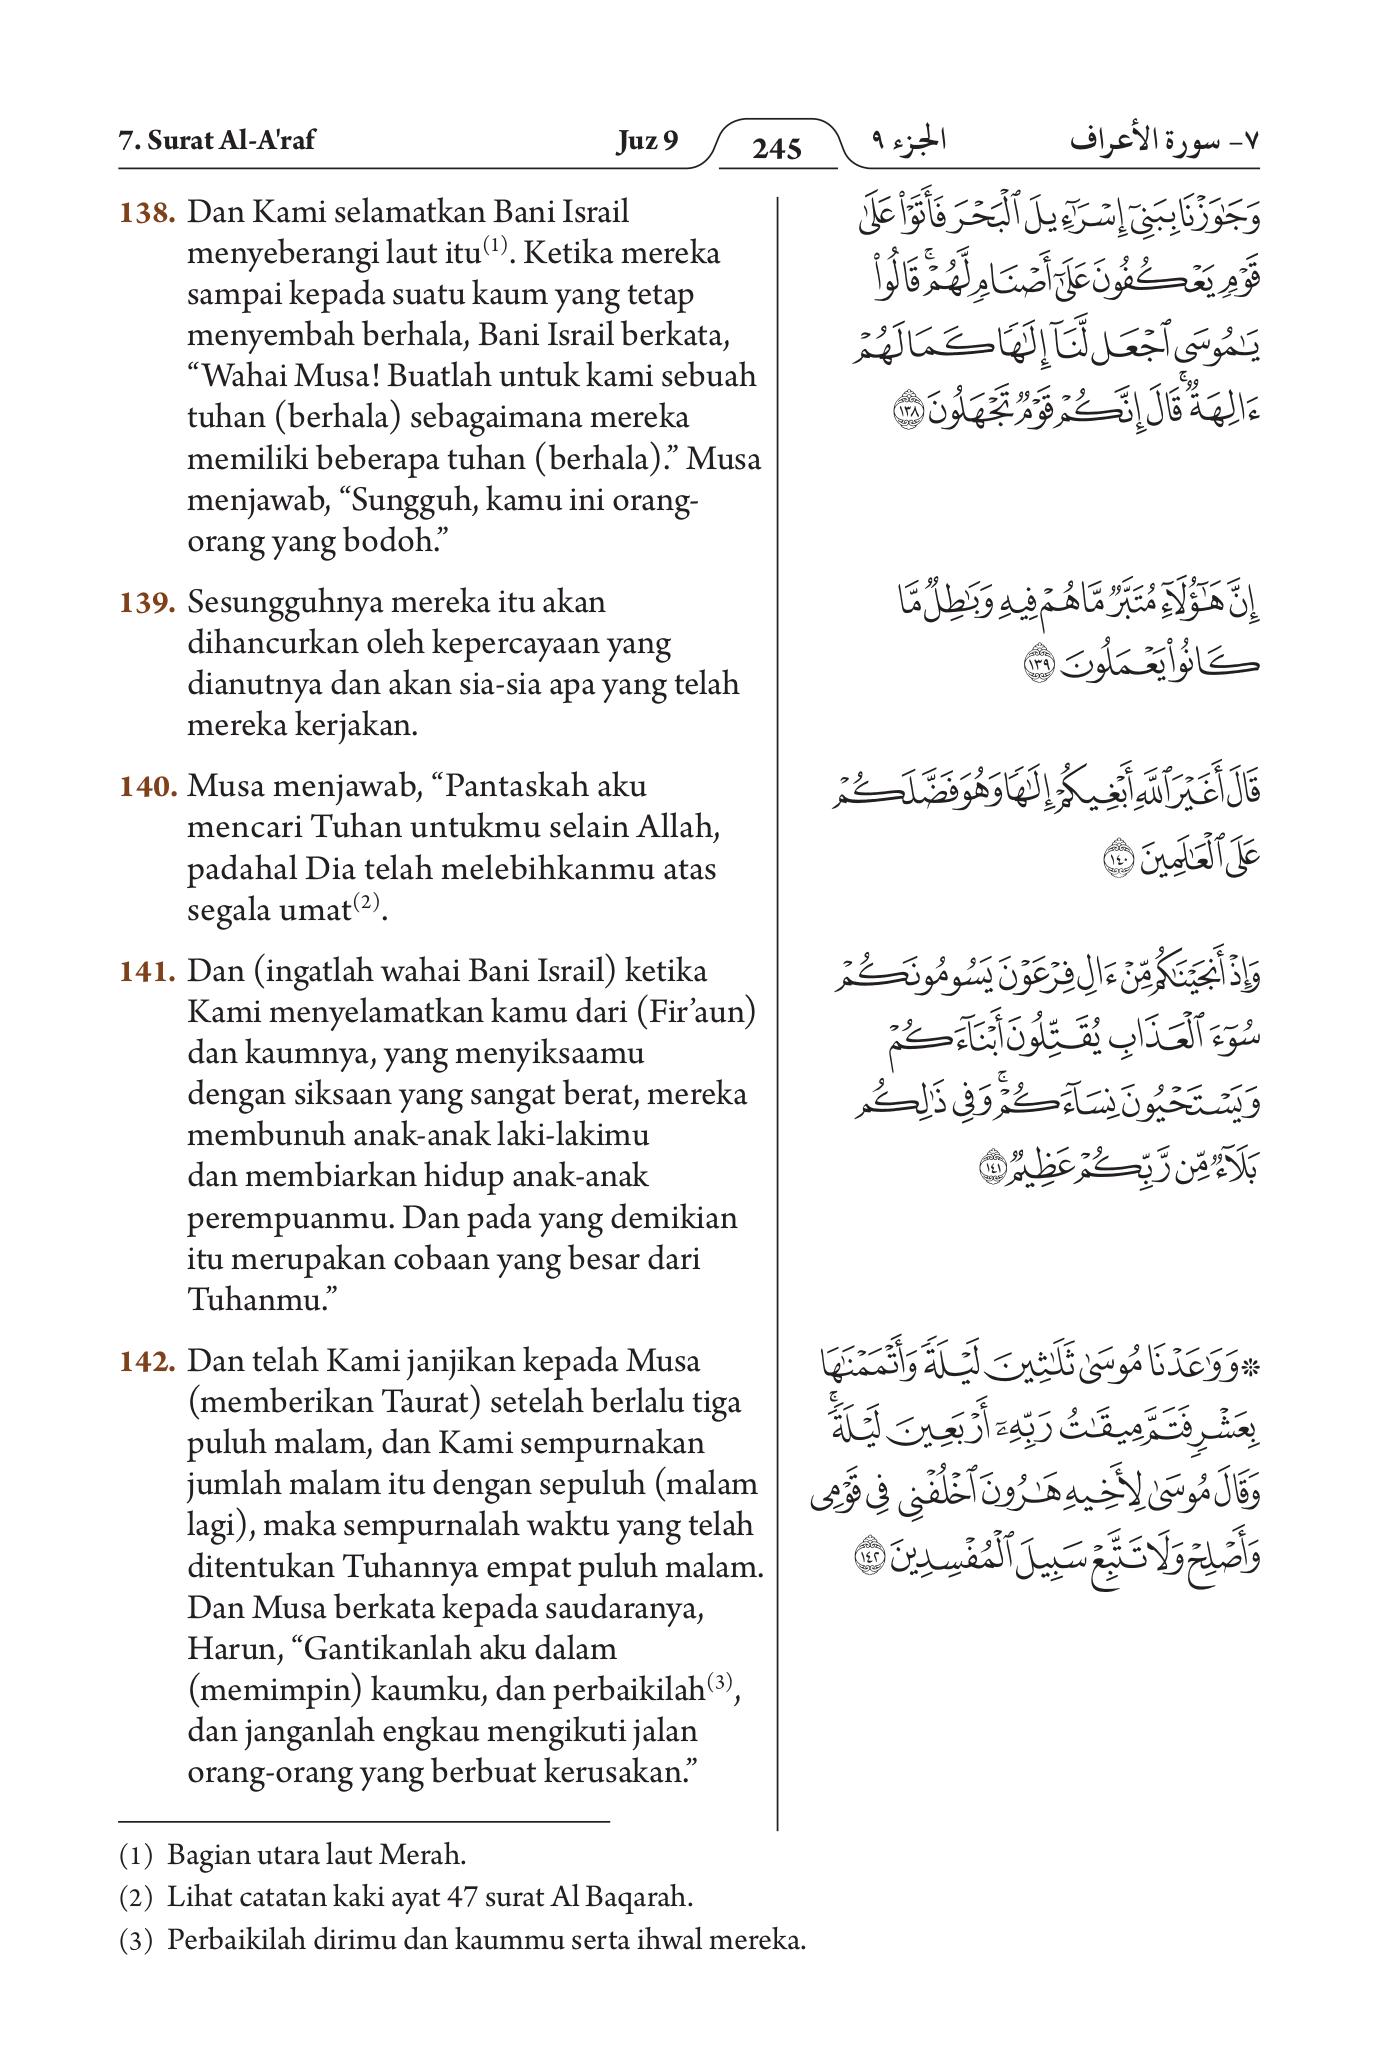 7. Surat Al-A'raf
Juz 9
245
الجزء ٩
٧- سورة الأعراف
138. Dan Kami selamatkan Bani Israil
menyeberangi laut itu(1). Ketika mereka
sampai kepada suatu kaum yang tetap
menyembah berhala, Bani Israil berkata,
“Wahai Musa! Buatlah untuk kami sebuah
tuhan (berhala) sebagaimana mereka
memiliki beberapa tuhan (berhala).” Musa
menjawab, “Sungguh, kamu ini orang-
orang yang bodoh.”
وَجَٰوَزْنَا بِبَنِىٓ إِسْرَٰٓءِيلَ ٱلْبَحْرَ فَأَتَوْا۟ عَلَىٰ
قَوْمٍ يَعْكُفُونَ عَلَىٰٓ أَصْنَامٍ لَّهُمْ ۚ قَالُوا۟
يَٰمُوسَى ٱجْعَل لَّنَآ إِلَٰهًا كَمَا لَهُمْ
ءَالِهَةٌ ۚ قَالَ إِنَّكُمْ قَوْمٌ تَجْهَلُونَ ١٣٨
139. Sesungguhnya mereka itu akan
dihancurkan oleh kepercayaan yang
dianutnya dan akan sia-sia apa yang telah
mereka kerjakan.
إِنَّ هَٰٓؤُلَآءِ مُتَبَّرٌ مَّا هُمْ فِيهِ وَبَٰطِلٌ مَّا
كَانُوا۟ يَعْمَلُونَ ١٣٩
140. Musa menjawab, “Pantaskah aku
mencari Tuhan untukmu selain Allah,
padahal Dia telah melebihkanmu atas
segala umat(2).
قَالَ أَغَيْرَ ٱللَّهِ أَبْغِيكُمْ إِلَٰهًا وَهُوَ فَضَّلَكُمْ
عَلَى ٱلْعَٰلَمِينَ ١٤٠
141. Dan (ingatlah wahai Bani Israil) ketika
Kami menyelamatkan kamu dari (Fir’aun)
dan kaumnya, yang menyiksaamu
dengan siksaan yang sangat berat, mereka
membunuh anak-anak laki-lakimu
dan membiarkan hidup anak-anak
perempuanmu. Dan pada yang demikian
itu merupakan cobaan yang besar dari
Tuhanmu.”
وَإِذْ أَنجَيْنَٰكُم مِّنْ ءَالِ فِرْعَوْنَ يَسُومُونَكُمْ
سُوٓءَ ٱلْعَذَابِ يُقَتِّلُونَ أَبْنَآءَكُمْ
وَيَسْتَحْيُونَ نِسَآءَكُمْ ۚ وَفِى ذَٰلِكُم
بَلَآءٌ مِّن رَّبِّكُمْ عَظِيمٌ ١٤١
142. Dan telah Kami janjikan kepada Musa
(memberikan Taurat) setelah berlalu tiga
puluh malam, dan Kami sempurnakan
jumlah malam itu dengan sepuluh (malam
lagi), maka sempurnalah waktu yang telah
ditentukan Tuhannya empat puluh malam.
Dan Musa berkata kepada saudaranya,
Harun, “Gantikanlah aku dalam
(memimpin) kaumku, dan perbaikilah(3),
dan janganlah engkau mengikuti jalan
orang-orang yang berbuat kerusakan.”
❊ وَوَٰعَدْنَا مُوسَىٰ ثَلَٰثِينَ لَيْلَةً وَأَتْمَمْنَٰهَا
بِعَشْرٍ فَتَمَّ مِيقَٰتُ رَبِّهِۦٓ أَرْبَعِينَ لَيْلَةً ۚ
وَقَالَ مُوسَىٰ لِأَخِيهِ هَٰرُونَ ٱخْلُفْنِى فِى قَوْمِى
وَأَصْلِحْ وَلَا تَتَّبِعْ سَبِيلَ ٱلْمُفْسِدِينَ ١٤٢
(1) Bagian utara laut Merah.
(2) Lihat catatan kaki ayat 47 surat Al Baqarah.
(3) Perbaikilah dirimu dan kaummu serta ihwal mereka.